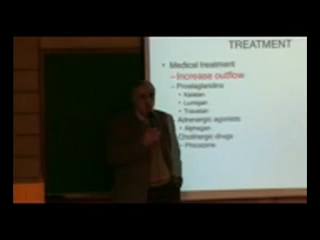 TREATMENT
• Medical treatment
– Increase outflow
– Prostaglandins
• Xalatan
• Lumigan
• Travatan
Adrenergic agonists
• Alphagan
Cholinergic drugs
• Pilocarpine